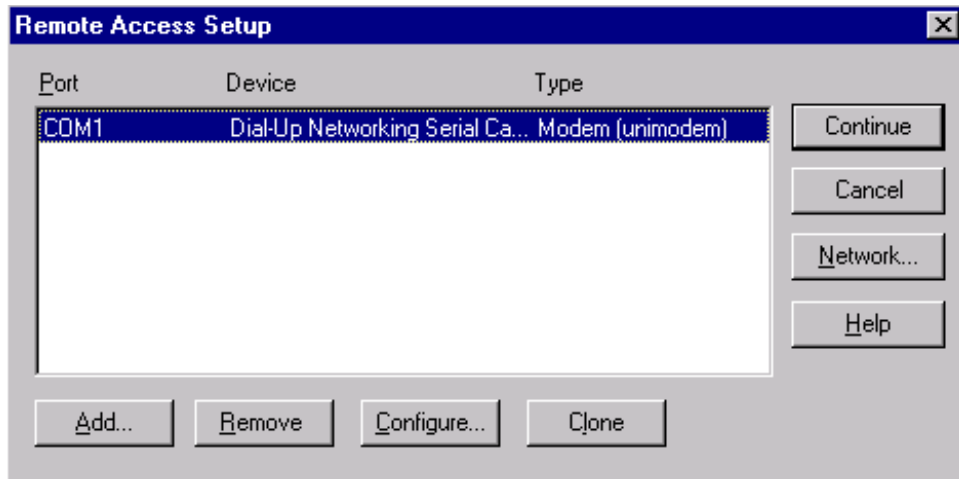 Remote Access Setup
Port Device Type
COM1 Dial-Up Networking Serial Ca... Modem (unimodem)
Continue
Cancel
Network...
Help
Add... Remove Configure... Clone